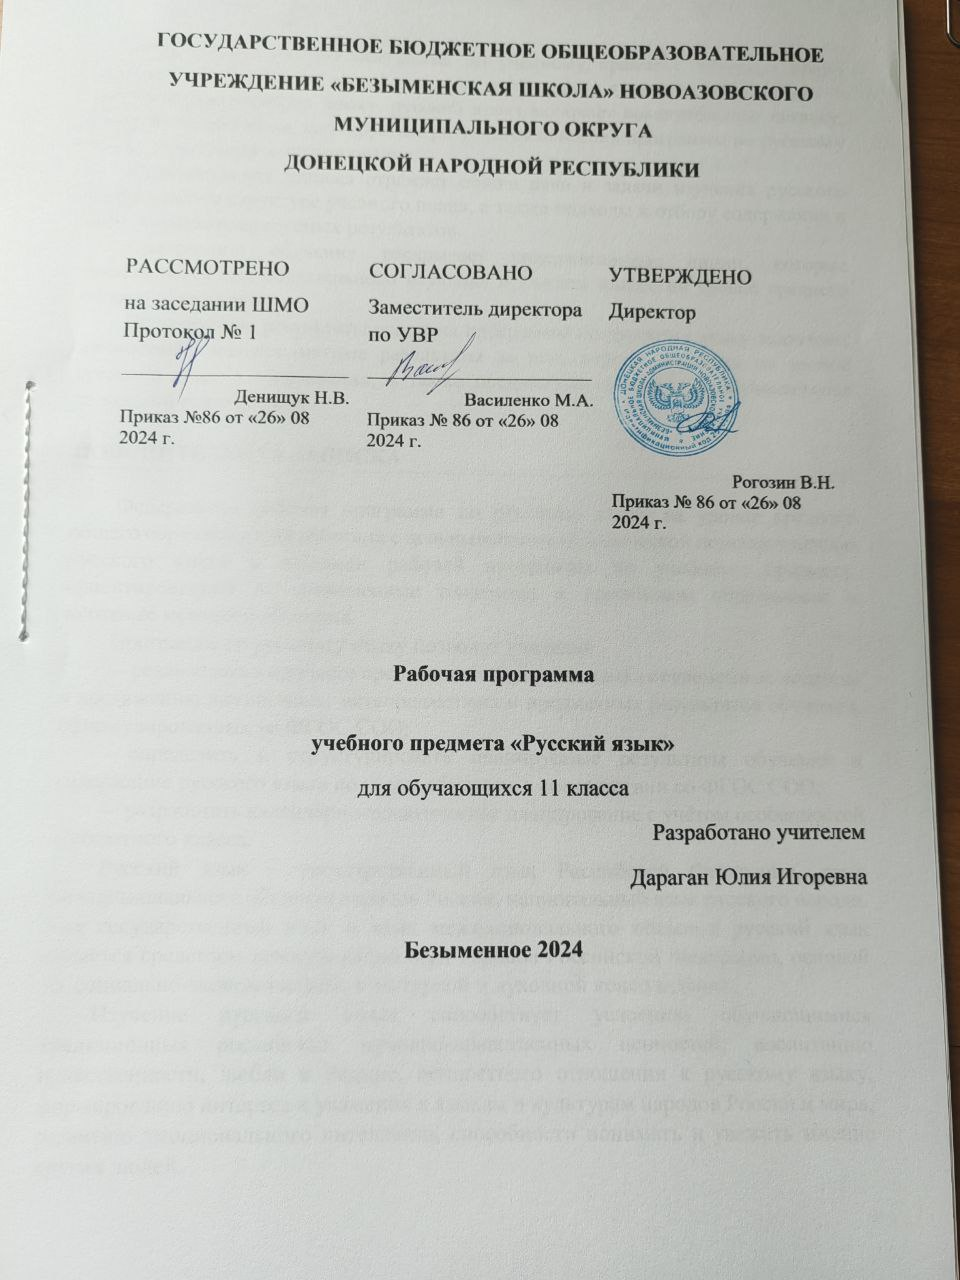 ГОСУДАРСТВЕННОЕ БЮДЖЕТНОЕ ОБЩЕОБРАЗОВАТЕЛЬНОЕ
УЧРЕЖДЕНИЕ «БЕЗЫМЕНСКАЯ ШКОЛА» НОВОАЗОВСКОГО
МУНИЦИПАЛЬНОГО ОКРУГА
ДОНЕЦКОЙ НАРОДНОЙ РЕСПУБЛИКИ
РАССМОТРЕНО
на заседании ШМО
Протокол № 1
Денищук Н.В.
Приказ №86 от «26» 08
2024 г.
СОГЛАСОВАНО
Заместитель директора
по УВР
Василенко М.А.
Приказ № 86 от «26» 08
2024 г.
УТВЕРЖДЕНО
Директор
ДОНЕЦКАЯ НАРОДНАЯ РЕСПУБЛИКА
Рогозин В.Н.
Приказ № 86 от «26» 08
2024 г.
Рабочая программа
учебного предмета «Русский язык»
для обучающихся 11 класса
Разработано учителем
Дараган Юлия Игоревна
Безыменное 2024